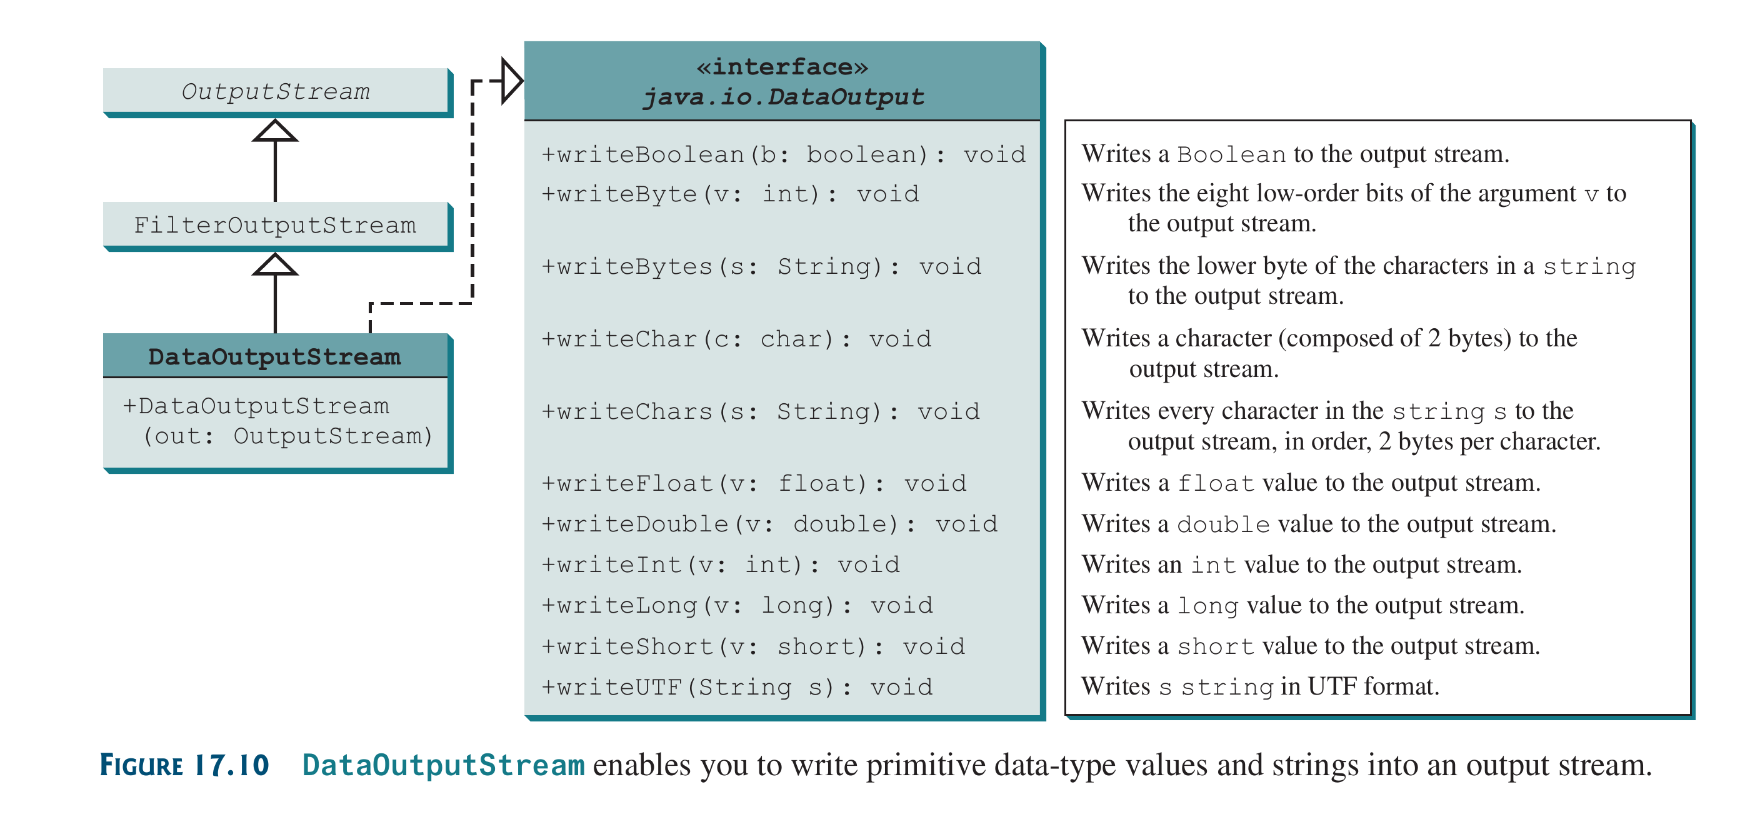 OutputStream
FilterOutputStream
DataOutputStream
+DataOutputStream
(out: OutputStream)
«interface»
java.io.DataOutput
+writeBoolean(b: boolean): void
Writes a Boolean to the output stream.
+writeByte(v: int): void
Writes the eight low-order bits of the argument v to
the output stream.
+writeBytes(s: String): void
Writes the lower byte of the characters in a string
to the output stream.
+writeChar(c: char): void
Writes a character (composed of 2 bytes) to the
output stream.
+writeChars(s: String): void
Writes every character in the string s to the
output stream, in order, 2 bytes per character.
+writeFloat(v: float): void
Writes a float value to the output stream.
+writeDouble(v: double): void
Writes a double value to the output stream.
+writeInt(v: int): void
Writes an int value to the output stream.
+writeLong(v: long): void
Writes a long value to the output stream.
+writeShort(v: short): void
Writes a short value to the output stream.
+writeUTF(String s): void
Writes s string in UTF format.
FIGURE 17.10 DataOutputStream enables you to write primitive data-type values and strings into an output stream.